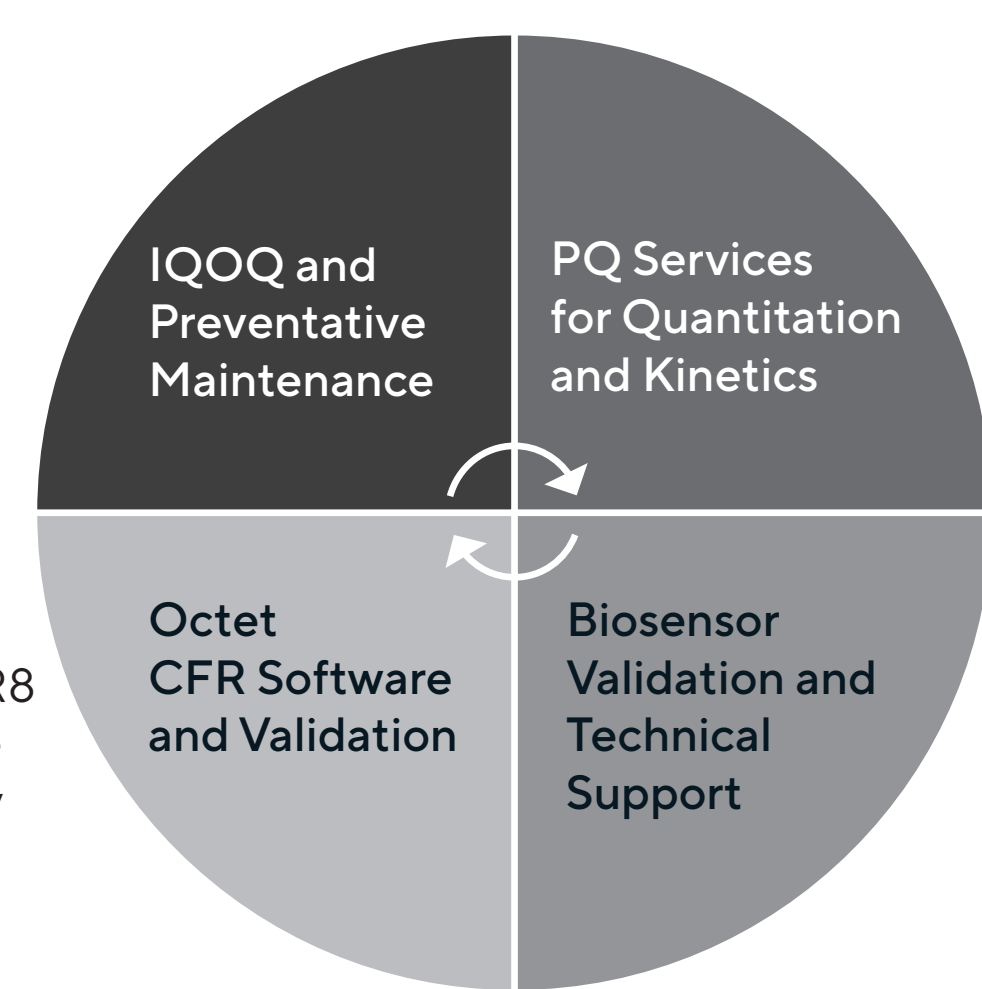 IQOQ and
Preventative
Maintenance
PQ Services
for Quantitation
and Kinetics
Octet
CFR Software
and Validation
Biosensor
Validation and
Technical
Support